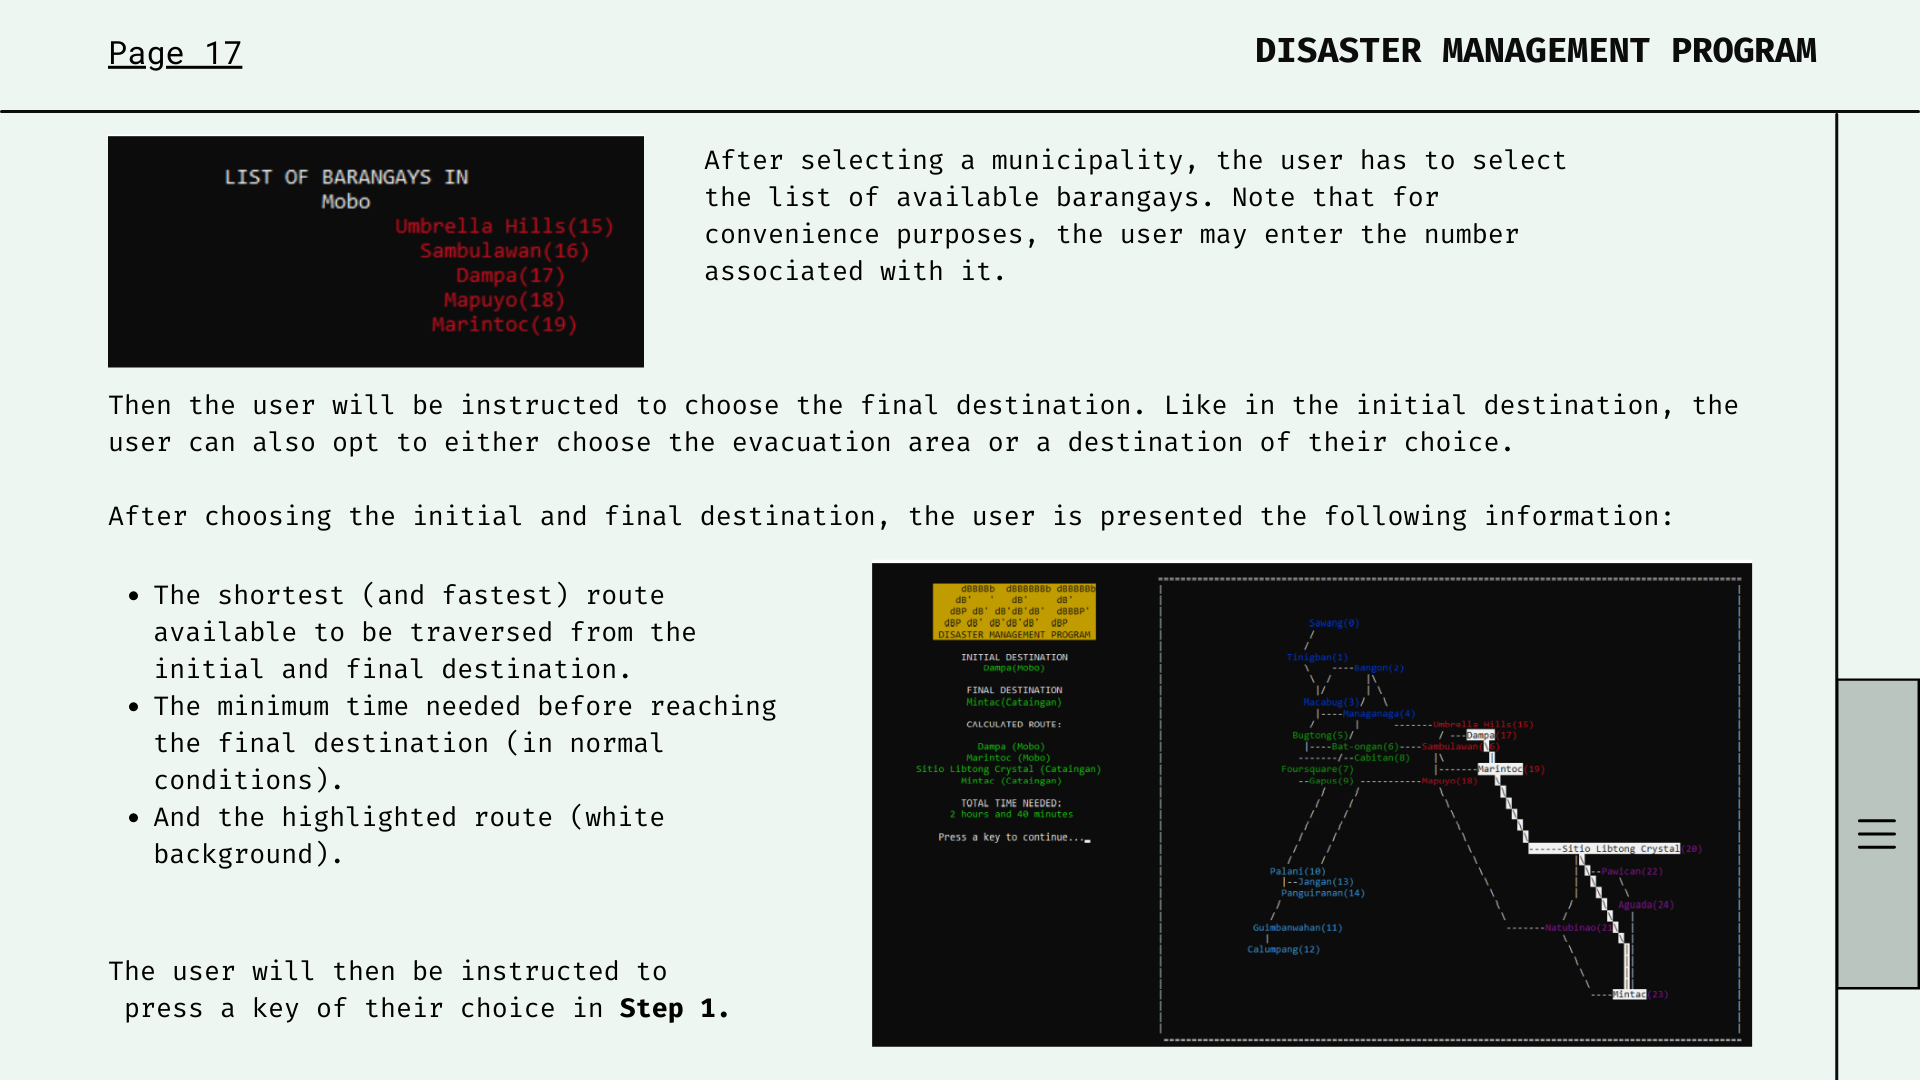 Page 17
DISASTER MANAGEMENT PROGRAM
LIST OF BARANGAYS IN
Mobo
Umbrella Hills(15)
Sambulawan(16)
Dampa(17)
Mapuyo(18)
Marintoc(19)
After selecting a municipality, the user has to select
the list of available barangays. Note that for
convenience purposes, the user may enter the number
associated with it.
Then the user will be instructed to choose the final destination. Like in the initial destination, the
user can also opt to either choose the evacuation area or a destination of their choice.
After choosing the initial and final destination, the user is presented the following information:
• The shortest (and fastest) route
available to be traversed from the
initial and final destination.
• The minimum time needed before reaching
the final destination (in normal
conditions).
• And the highlighted route (white
background).
The user will then be instructed to
press a key of their choice in Step 1.
DISASTER MANAGEMENT PROGRAM
INITIAL DESTINATION
Dampa(Mobo)
FINAL DESTINATION
Mintac(Cataingan)
CALCULATED ROUTE:
Dampa (Mobo)
Marintoc (Mobo)
Sitio Libtong Crystal (Cataingan)
Mintac (Cataingan)
TOTAL TIME NEEDED:
2 hours and 40 minutes
Press a key to continue..._
Sawang(0)
Tinigban(1)
Bangon(2)
Macabug(3)
Managanaga(4)
Umbrella Hills(15)
Bugtong(5)
Dampa(17)
Bat-ongan(6)
Sambulawan
Cabitan(8)
Foursquare(7)
Marintoc(19)
Gapus(9)
Mapuyo(18)
Sitio Libtong Crystal(20)
Palani(10)
Pawican(22)
Jangan(13)
Panguiranan(14)
Aguada(24)
Guimbanwahan(11)
Natubinao(21
Calumpang(12)
Mintac(23)